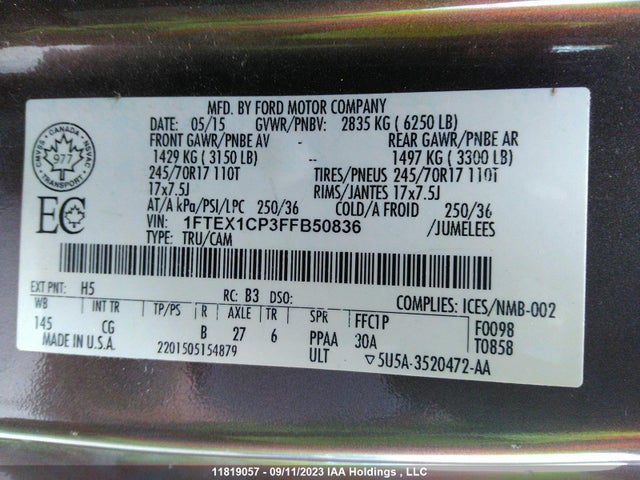 MFD. BY FORD MOTOR COMPANY
DATE: 05/15 GVWR/PNBV: 2835 KG ( 6250 LB)
FRONT GAWR/PNBE AV - REAR GAWR/PNBE AR
1429 KG ( 3150 LB) -- 1497 KG ( 3300 LB)
245/70R17 110T TIRES/PNEUS 245/70R17 110T
17x7.5J RIMS/JANTES 17x7.5J
AT/A kPa/PSI/LPC 250/36 COLD/A FROID 250/36
VIN: 1FTEX1CP3FFB50836 /JUMELEES
TYPE: TRU/CAM
CANADA
CMVSS NSVAC
977
TRANSPORT
EC
EXT PNT: H5 RC: B3 DSO: COMPLIES: ICES/NMB-002
WB INT TR TP/PS R AXLE TR SPR FFC1P F0098
145 CG B 27 6 PPAA 30A T0858
MADE IN U.S.A. 2201505154879 ULT ▽5U5A-3520472-AA
11819057 - 09/11/2023 IAA Holdings , LLC